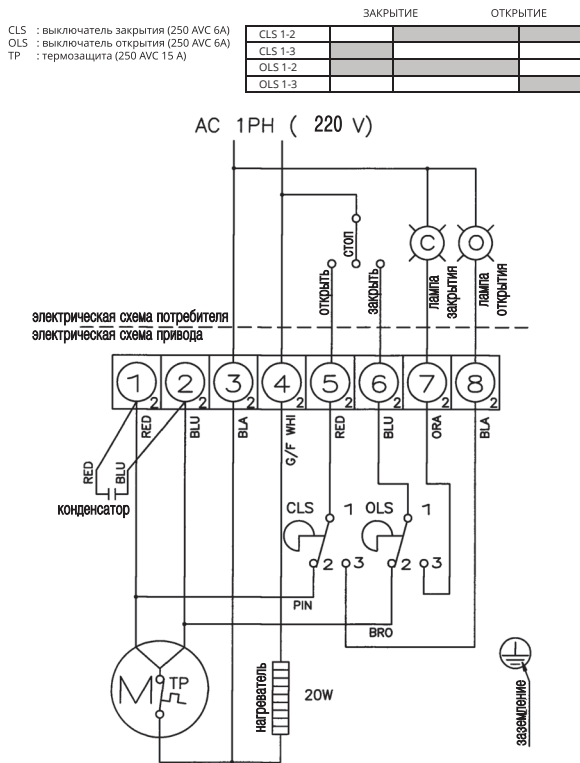 ЗАКРЫТИЕ ОТКРЫТИЕ
CLS : выключатель закрытия (250 AVC 6A)
OLS : выключатель открытия (250 AVC 6A)
TP : термозащита (250 AVC 15 A)
CLS 1-2
CLS 1-3
OLS 1-2
OLS 1-3
AC 1PH ( 220 V)
стоп
открыть
закрыть
C
O
лампа закрытия
лампа открытия
электрическая схема потребителя
электрическая схема привода
1 2 3 4 5 6 7 8
2 2 2 2 2 2 2 2
RED BLU BLA G/F WHI RED BLU ORA BLA
RED BLU
конденсатор
CLS 1 OLS 1
2 3 2 3
PIN
BRO
M TP
нагреватель
20W
заземление